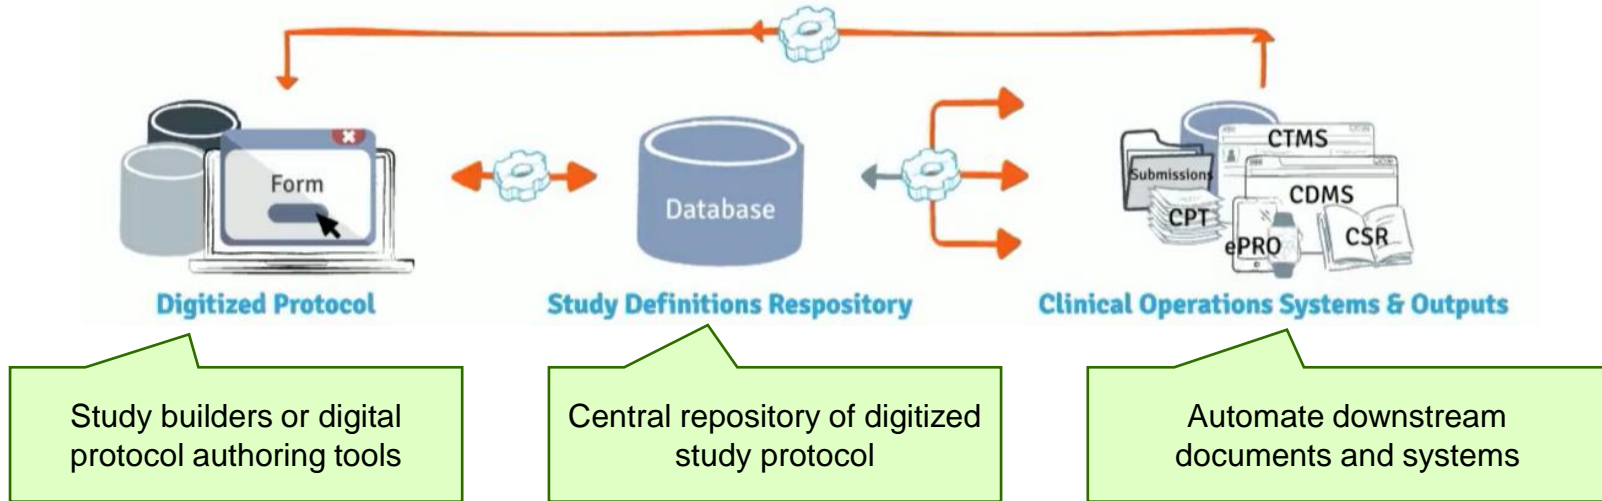 Form
Database
Submissions
CPT
CTMS
CDMS
ePRO
CSR
Digitized Protocol
Study Definitions Respository
Clinical Operations Systems & Outputs
Study builders or digital
protocol authoring tools
Central repository of digitized
study protocol
Automate downstream
documents and systems